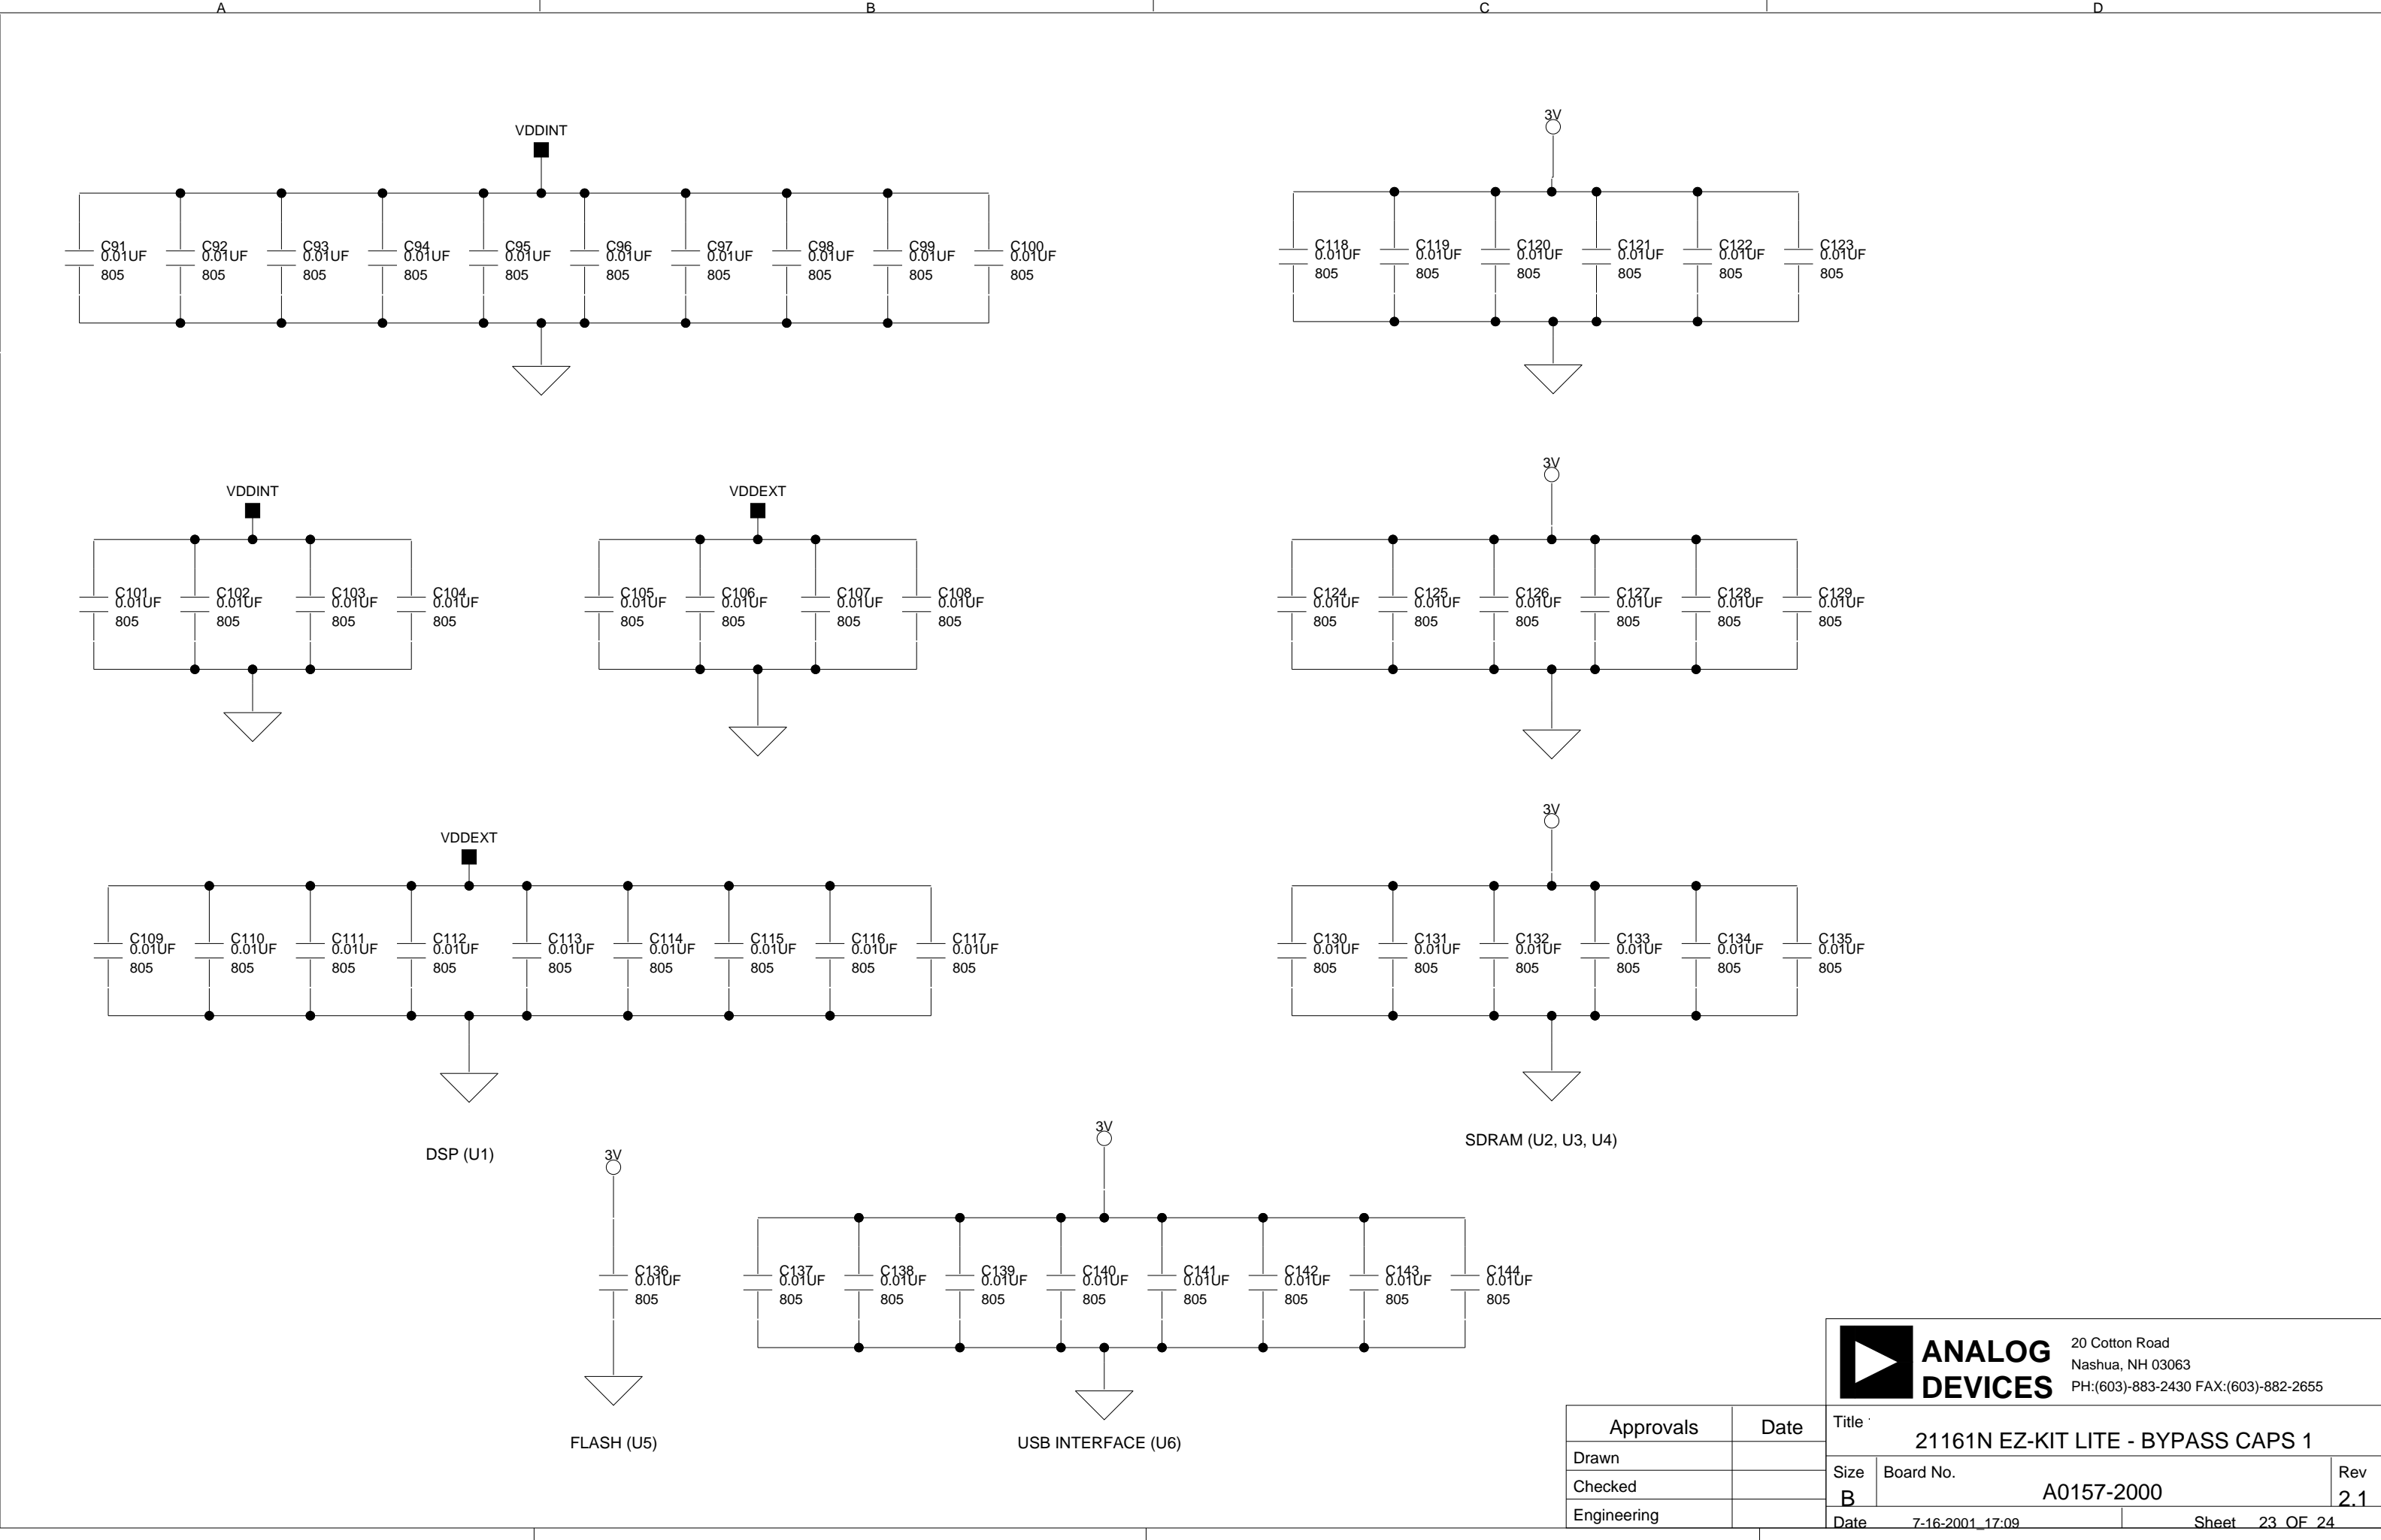 A B C D
VDDINT
C91 C92 C93 C94 C95 C96 C97 C98 C99 C100
0.01UF 0.01UF 0.01UF 0.01UF 0.01UF 0.01UF 0.01UF 0.01UF 0.01UF 0.01UF
805 805 805 805 805 805 805 805 805 805
3V
C118 C119 C120 C121 C122 C123
0.01UF 0.01UF 0.01UF 0.01UF 0.01UF 0.01UF
805 805 805 805 805 805
VDDINT
C101 C102 C103 C104
0.01UF 0.01UF 0.01UF 0.01UF
805 805 805 805
VDDEXT
C105 C106 C107 C108
0.01UF 0.01UF 0.01UF 0.01UF
805 805 805 805
3V
C124 C125 C126 C127 C128 C129
0.01UF 0.01UF 0.01UF 0.01UF 0.01UF 0.01UF
805 805 805 805 805 805
VDDEXT
C109 C110 C111 C112 C113 C114 C115 C116 C117
0.01UF 0.01UF 0.01UF 0.01UF 0.01UF 0.01UF 0.01UF 0.01UF 0.01UF
805 805 805 805 805 805 805 805 805
DSP (U1)
3V
C130 C131 C132 C133 C134 C135
0.01UF 0.01UF 0.01UF 0.01UF 0.01UF 0.01UF
805 805 805 805 805 805
SDRAM (U2, U3, U4)
3V
C136
0.01UF
805
FLASH (U5)
3V
C137 C138 C139 C140 C141 C142 C143 C144
0.01UF 0.01UF 0.01UF 0.01UF 0.01UF 0.01UF 0.01UF 0.01UF
805 805 805 805 805 805 805 805
USB INTERFACE (U6)
ANALOG
DEVICES
20 Cotton Road
Nashua, NH 03063
PH:(603)-883-2430 FAX:(603)-882-2655
Approvals Date
Drawn
Checked
Engineering
Title
21161N EZ-KIT LITE - BYPASS CAPS 1
Size Board No. Rev
B A0157-2000 2.1
Date 7-16-2001_17:09 Sheet 23 OF 24